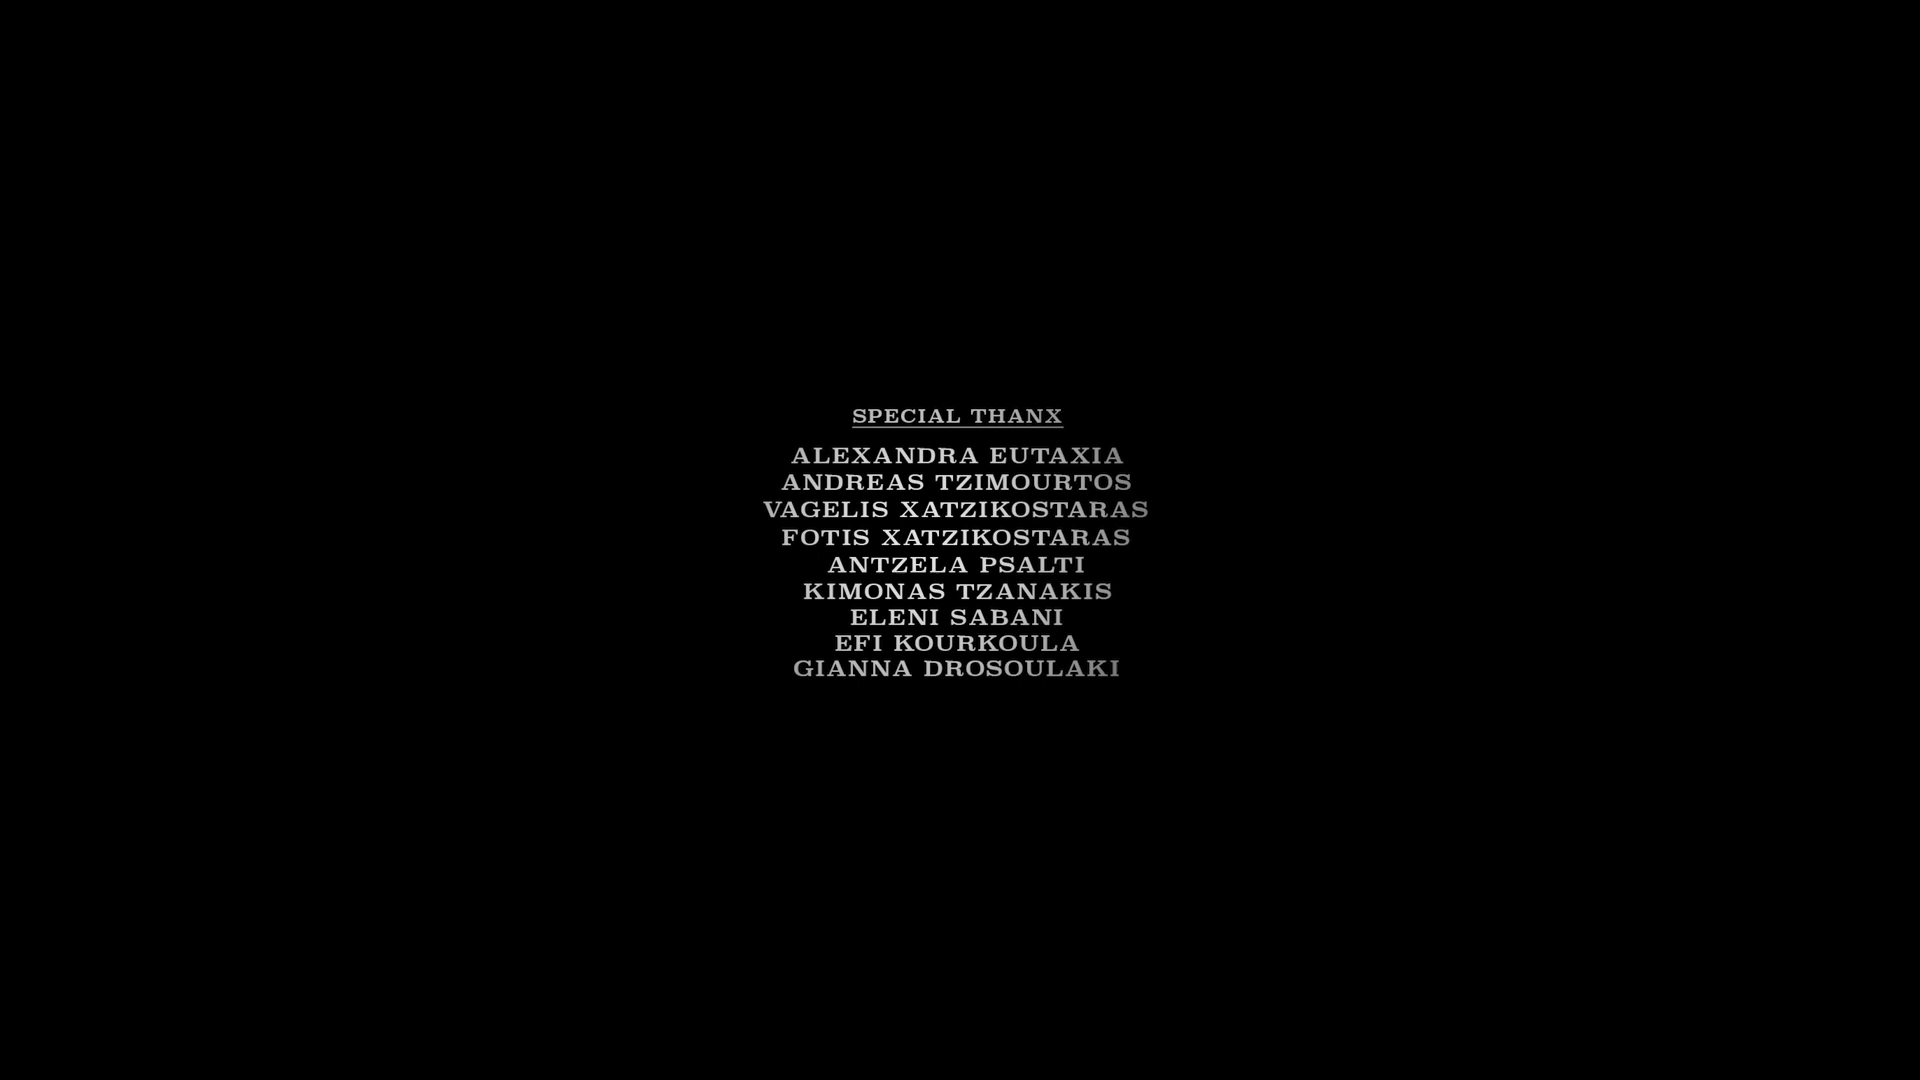 SPECIAL THANX
ALEXANDRA EUTAXIA
ANDREAS TZIMOURTOS
VAGELIS XATZIKOSTARAS
FOTIS XATZIKOSTARAS
ANTZELA PSALTI
KIMONAS TZANAKIS
ELENI SABANI
EFI KOURKOULA
GIANNA DROSOULAKI